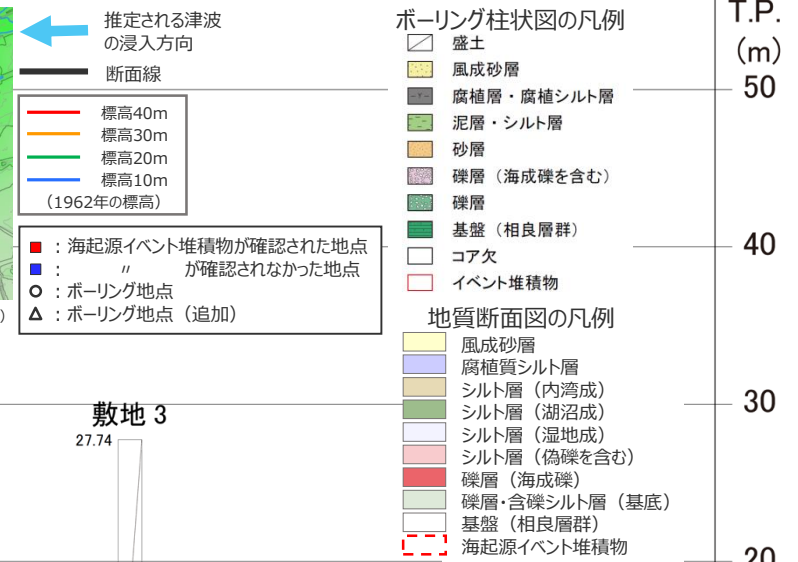 推定される津波
の浸入方向
断面線
標高40m
標高30m
標高20m
標高10m
（1962年の標高）
：海起源イベント堆積物が確認された地点
：　〃　が確認されなかった地点
：ボーリング地点
：ボーリング地点（追加）
）
敷地 3
27.74
ボーリング柱状図の凡例
盛土
風成砂層
腐植層・腐植シルト層
泥層・シルト層
砂層
礫層（海成礫を含む）
礫層
基盤（相良層群）
コア欠
イベント堆積物
地質断面図の凡例
風成砂層
腐植質シルト層
シルト層（内湾成）
シルト層（湖沼成）
シルト層（湿地成）
シルト層（偽礫を含む）
礫層（海成礫）
礫層・含礫シルト層（基底）
基盤（相良層群）
海起源イベント堆積物
T.P.
(m)
50
40
30
20